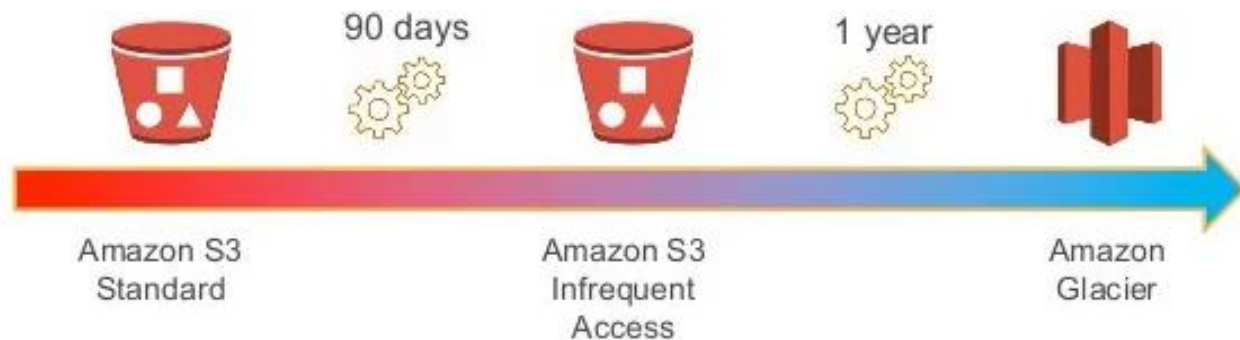 90 days
1 year
Amazon S3
Standard
Amazon S3
Infrequent
Access
Amazon
Glacier